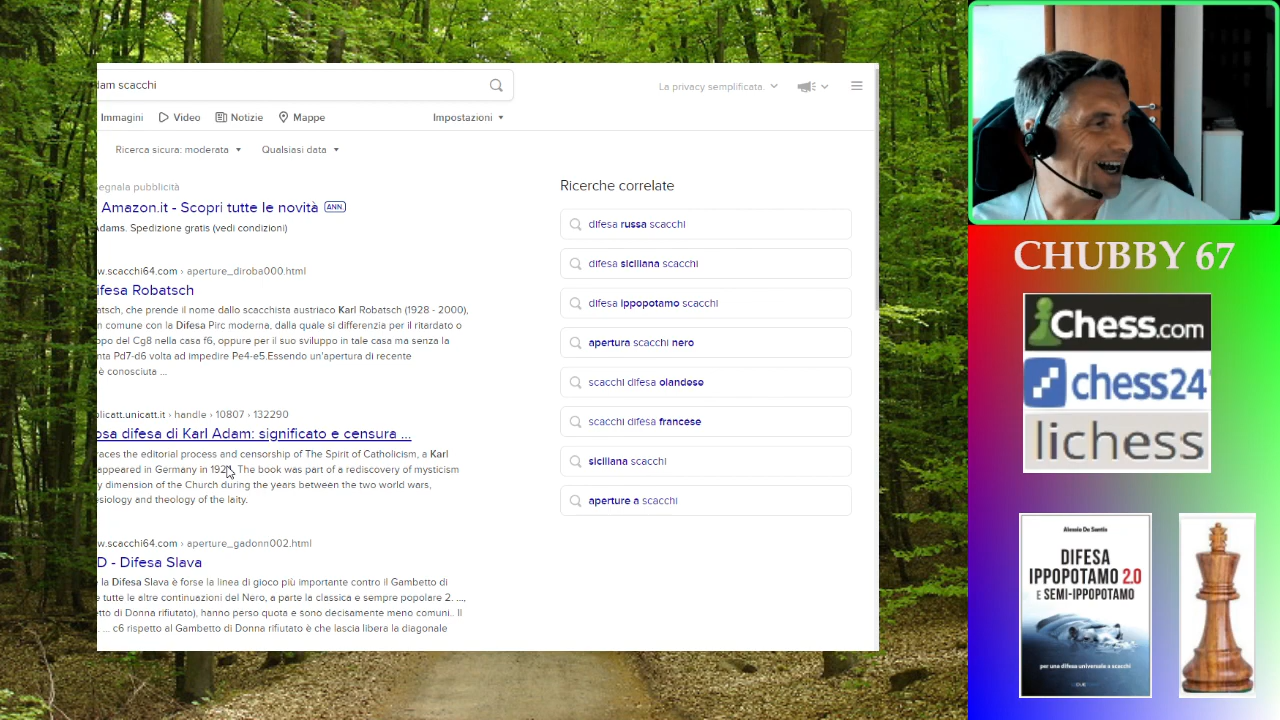 dam scacchi
La privacy semplificata.
Immagini Video Notizie Mappe Impostazioni
Ricerca sicura: moderata Qualsiasi data
egnala pubblicità
Amazon.it - Scopri tutte le novità ANN.
Adams. Spedizione gratis (vedi condizioni)
w.scacchi64.com › aperture_diroba000.html
ifesa Robatsch
atsch, che prende il nome dallo scacchista austriaco Karl Robatsch (1928 - 2000),
n comune con la Difesa Pirc moderna, dalla quale si differenzia per il ritardato o
ppo del Cg8 nella casa f6, oppure per il suo sviluppo in tale casa ma senza la
nta Pd7-d6 volta ad impedire Pe4-e5.Essendo un'apertura di recente
è conosciuta ...
blicatt.unicatt.it › handle › 10807 › 132290
osa difesa di Karl Adam: significato e censura ...
races the editorial process and censorship of The Spirit of Catholicism, a Karl
appeared in Germany in 192 The book was part of a rediscovery of mysticism
y dimension of the Church during the years between the two world wars,
esiology and theology of the laity.
w.scacchi64.com › aperture_gadonn002.html
D - Difesa Slava
la Difesa Slava è forse la linea di gioco più importante contro il Gambetto di
e tutte le altre continuazioni del Nero, a parte la classica e sempre popolare 2. ...,
etto di Donna rifiutato), hanno perso quota e sono decisamente meno comuni.. Il
... c6 rispetto al Gambetto di Donna rifiutato è che lascia libera la diagonale
Ricerche correlate
difesa russa scacchi
difesa siciliana scacchi
difesa ippopotamo scacchi
apertura scacchi nero
scacchi difesa olandese
scacchi difesa francese
siciliana scacchi
aperture a scacchi
CHUBBY 67
Chess.com
chess24
lichess
Alessio De Santis
DIFESA
IPPOPOTAMO 2.0
E SEMI-IPPOPOTAMO
per una difesa universale a scacchi